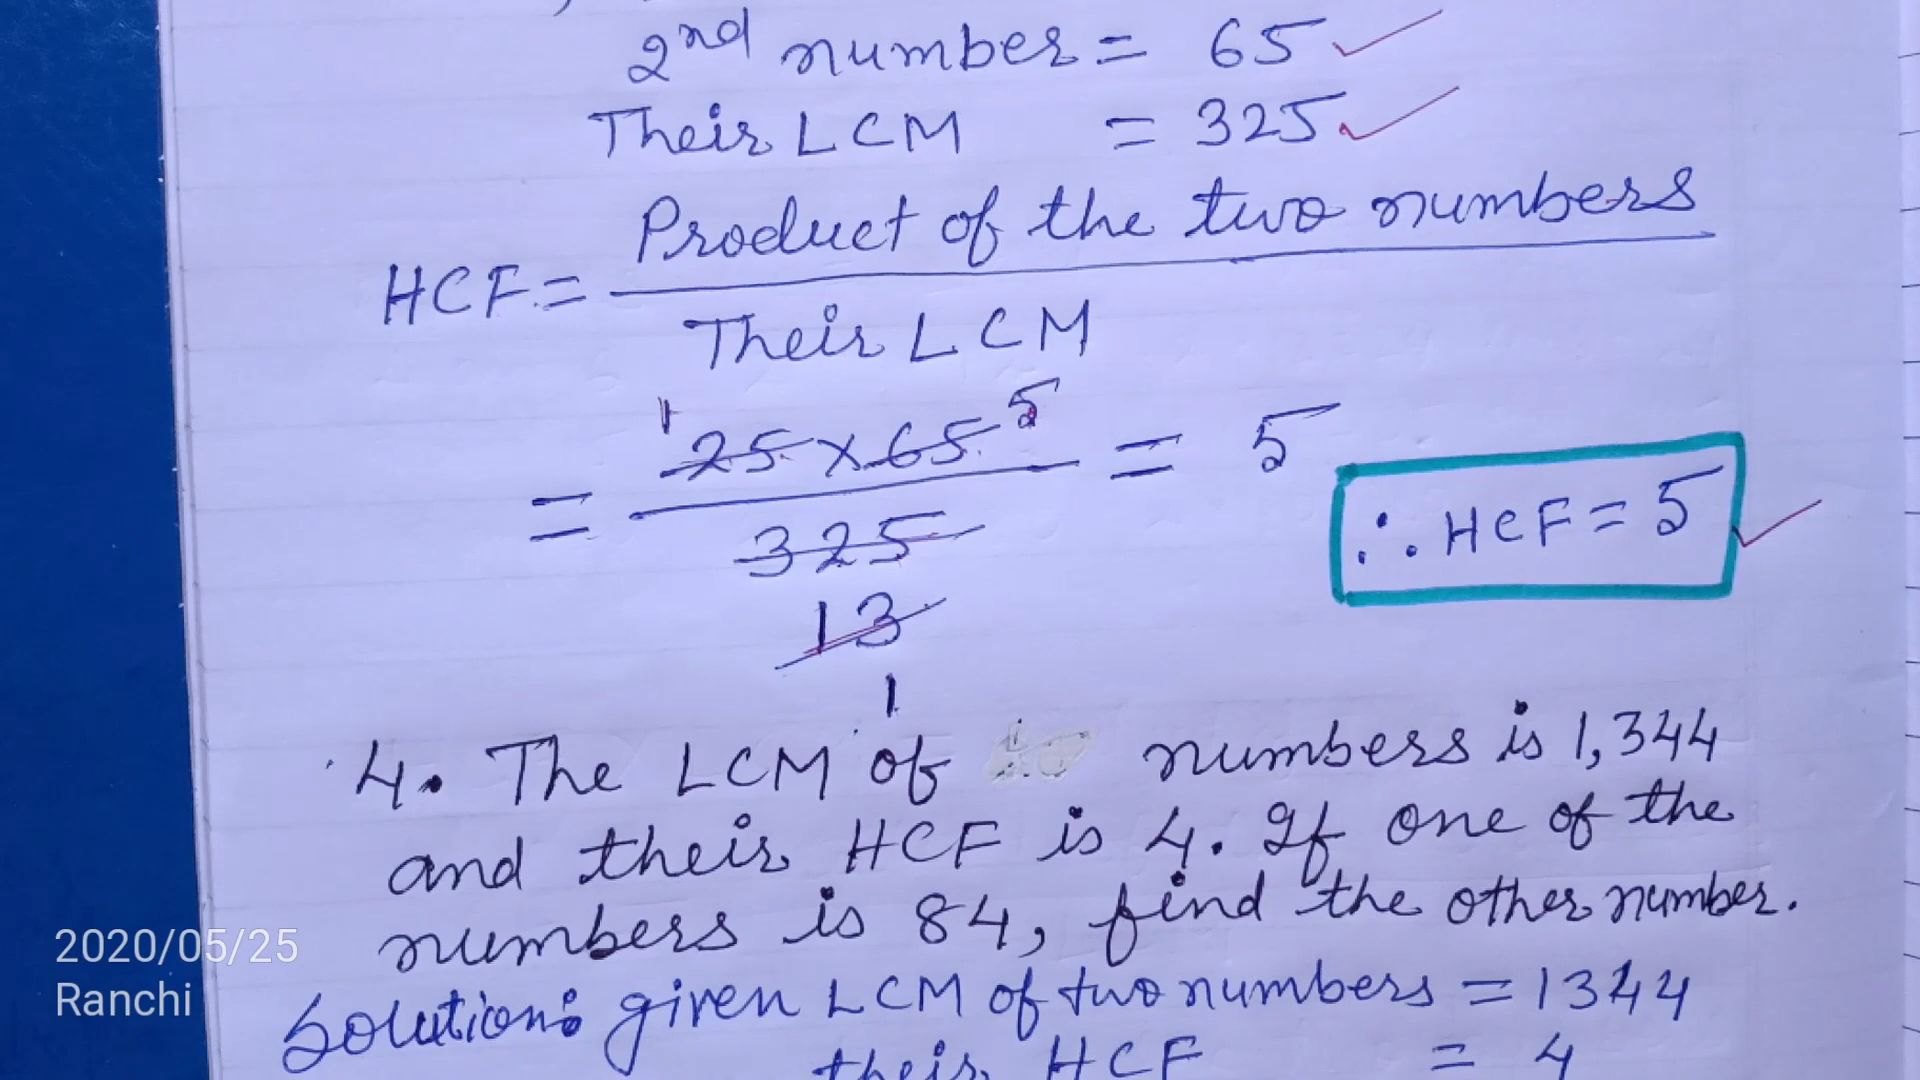 2nd number = 65 ✓
Their LCM = 325 ✓
Product of the two numbers
HCF =
Their LCM
1 5
= 25 x 65 = 5
325
∴ HCF = 5 ✓
13
1
4. The LCM of numbers is 1,344
and their HCF is 4. If one of the
numbers is 84, find the other number.
Solution: given LCM of two numbers = 1344
their HCF = 4
2020/05/25
Ranchi